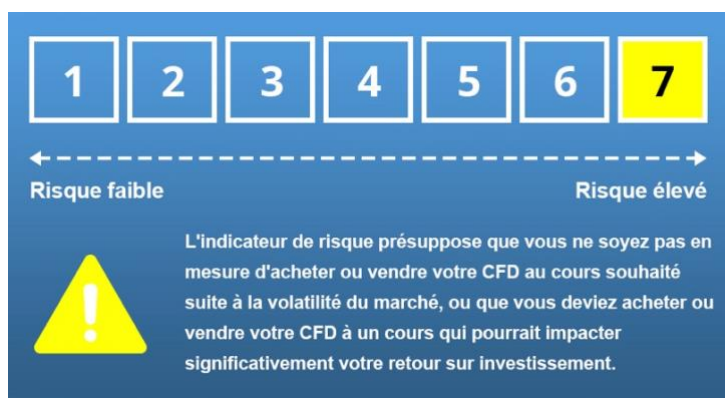 1 2 3 4 5 6 7
Risque faible Risque élevé
L'indicateur de risque présuppose que vous ne soyez pas en
mesure d'acheter ou vendre votre CFD au cours souhaité
suite à la volatilité du marché, ou que vous deviez acheter ou
vendre votre CFD à un cours qui pourrait impacter
significativement votre retour sur investissement.